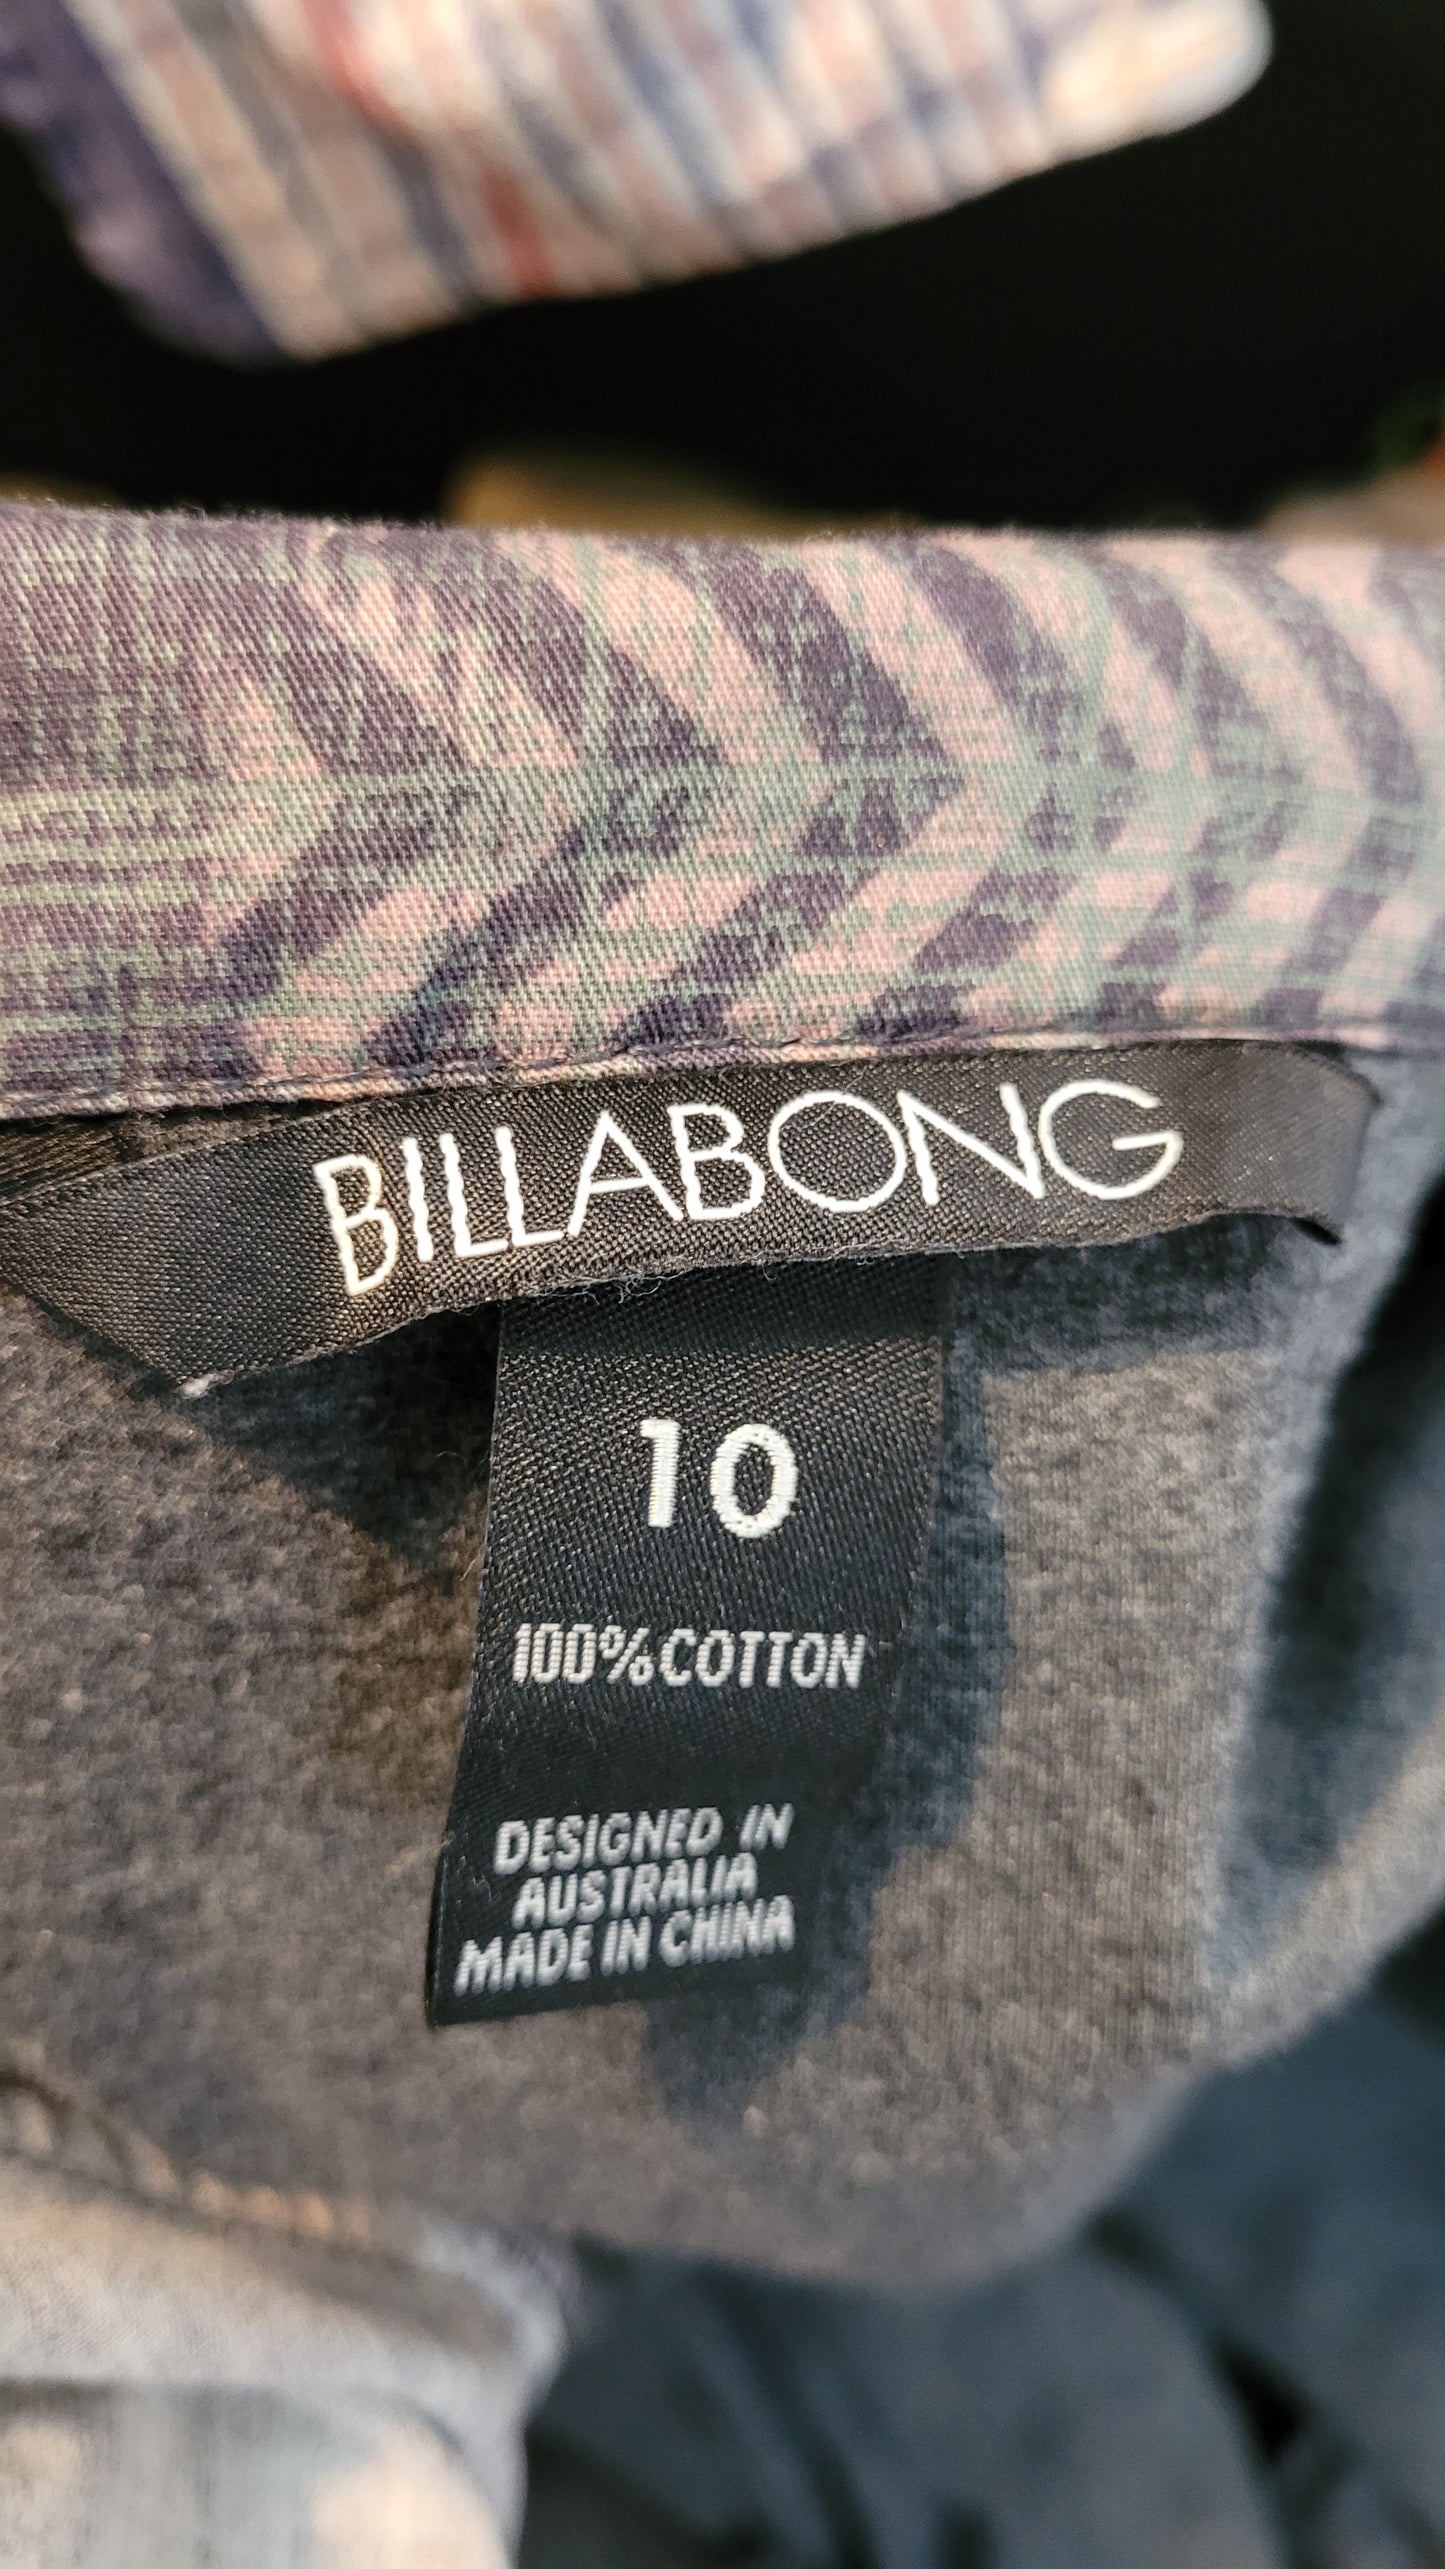 BILLABONG
10
100% COTTON
DESIGNED IN
AUSTRALIA
MADE IN CHINA